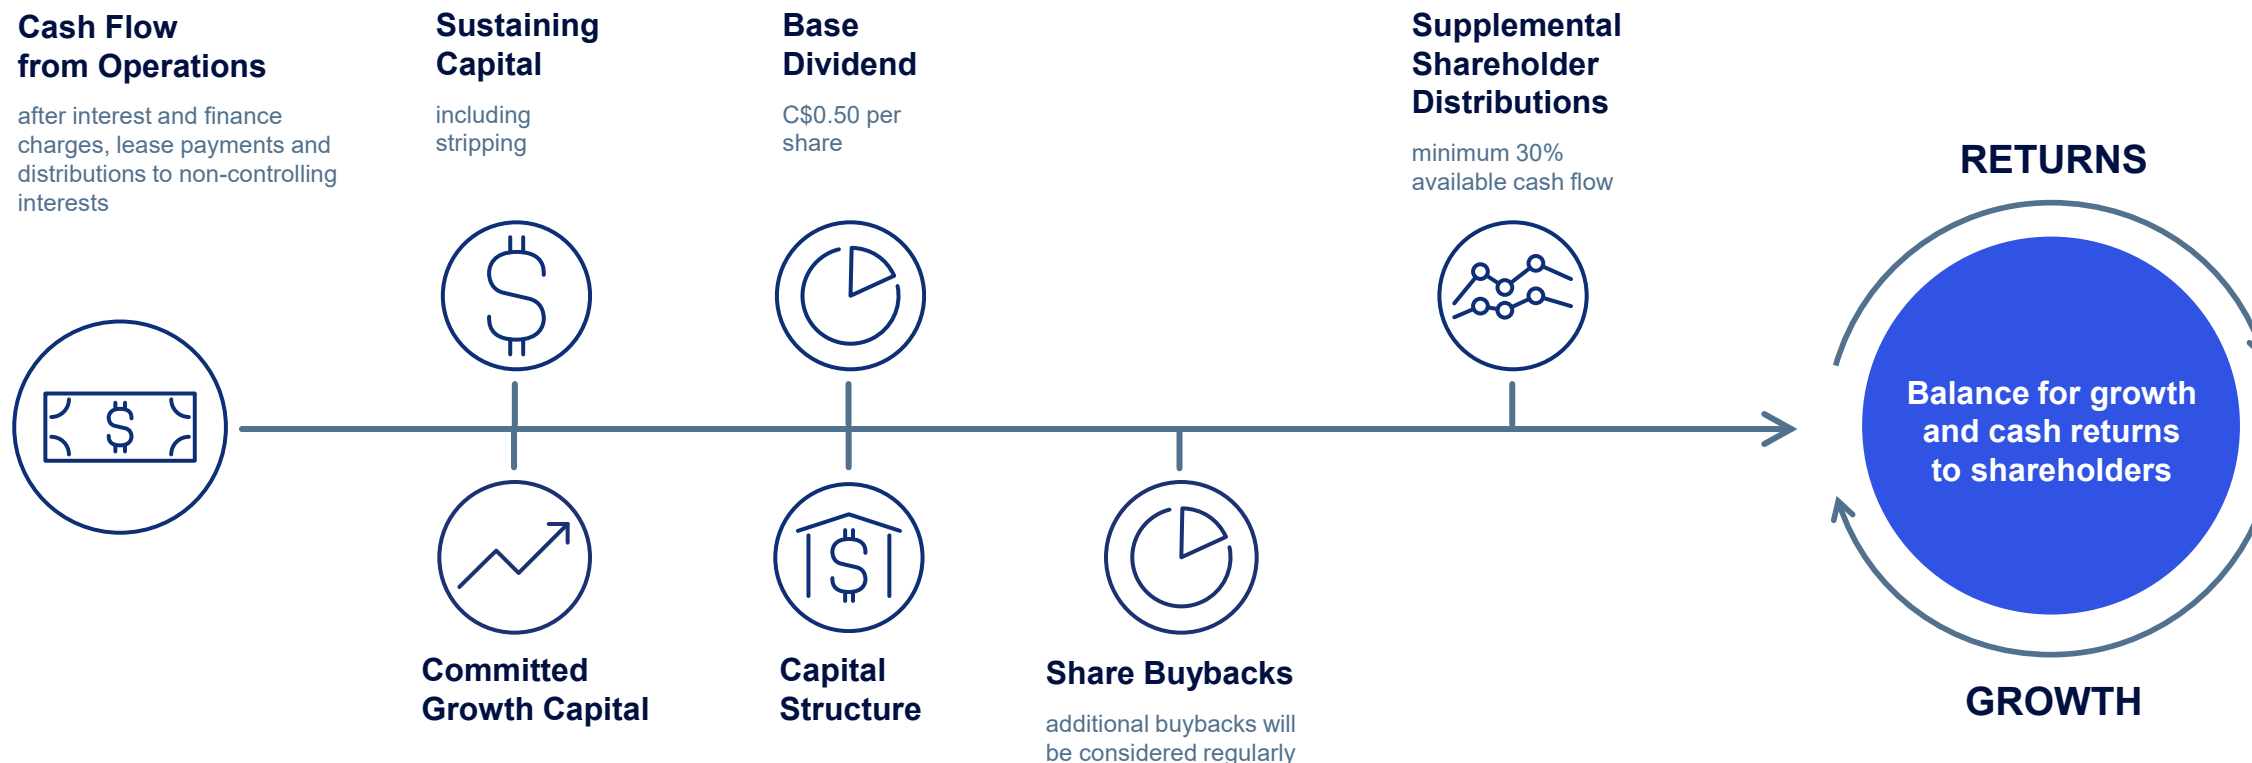 Cash Flow
from Operations
after interest and finance
charges, lease payments and
distributions to non-controlling
interests
Sustaining
Capital
including
stripping
Base
Dividend
C$0.50 per
share
Supplemental
Shareholder
Distributions
minimum 30%
available cash flow
Committed
Growth Capital
Capital
Structure
Share Buybacks
additional buybacks will
be considered regularly
RETURNS
Balance for growth
and cash returns
to shareholders
GROWTH